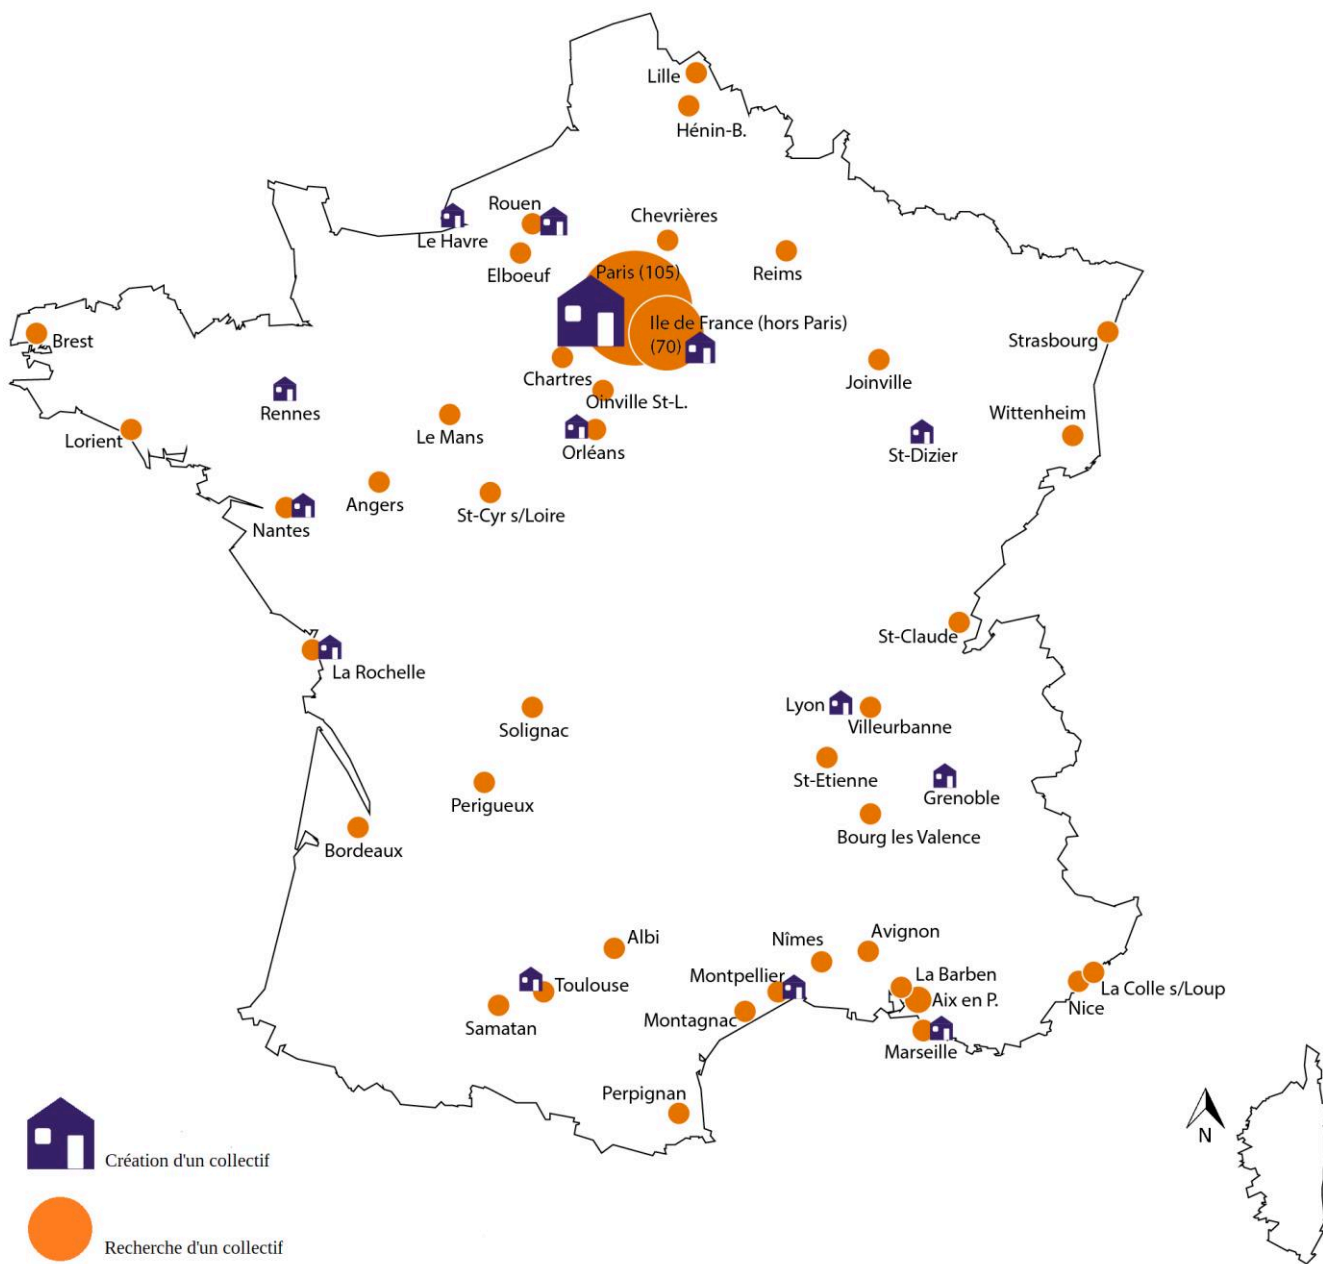 Lille
Hénin-B.
Rouen
Chevrières
Le Havre
Elboeuf
Paris (105)
Reims
Ile de France (hors Paris)
(70)
Brest
Strasbourg
Chartres
Joinville
Oinville St-L.
Rennes
Wittenheim
Le Mans
Lorient
Orléans
St-Dizier
Angers
St-Cyr s/Loire
Nantes
St-Claude
La Rochelle
Lyon
Villeurbanne
Solignac
St-Etienne
Grenoble
Perigueux
Bourg les Valence
Bordeaux
Albi
Avignon
Nîmes
Montpellier
La Barben
Toulouse
La Colle s/Loup
Aix en P.
Nice
Samatan
Montagnac
Marseille
Perpignan
N
Création d'un collectif
Recherche d'un collectif